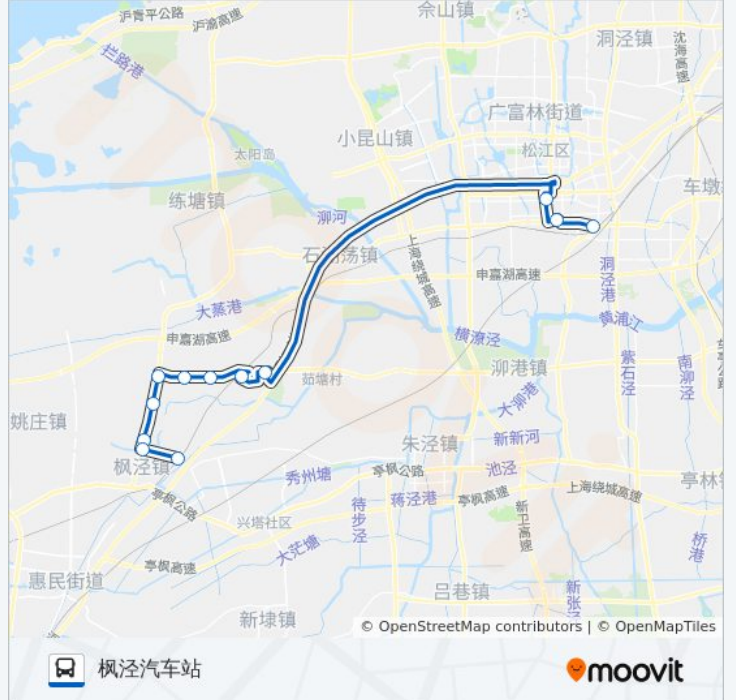 沪青平公路
沪渝高速
佘山镇
洞泾镇
沈海高速
拦路港
广富林街道
小昆山镇
松江区
太阳岛
车墩
练塘镇
泖河
石湖荡镇
上海绕城高速
申嘉湖高速
洞泾港
大蒸港
黄浦江
申嘉湖高速
横潦泾
泖港镇
紫石泾
南泖泾
茹塘村
大泖港
姚庄镇
朱泾镇
新新河
枫泾镇
秀州塘
亭枫公路
池泾
亭林
亭枫公路
蒋泾港
亭枫高速
上海绕城高速
待步泾
新卫高速
兴塔社区
大茫塘
桥港
亭枫高速
惠民街道
吕巷镇
新张泾
新埭镇
© OpenStreetMap contributors | © OpenMapTiles
枫泾汽车站
moovit